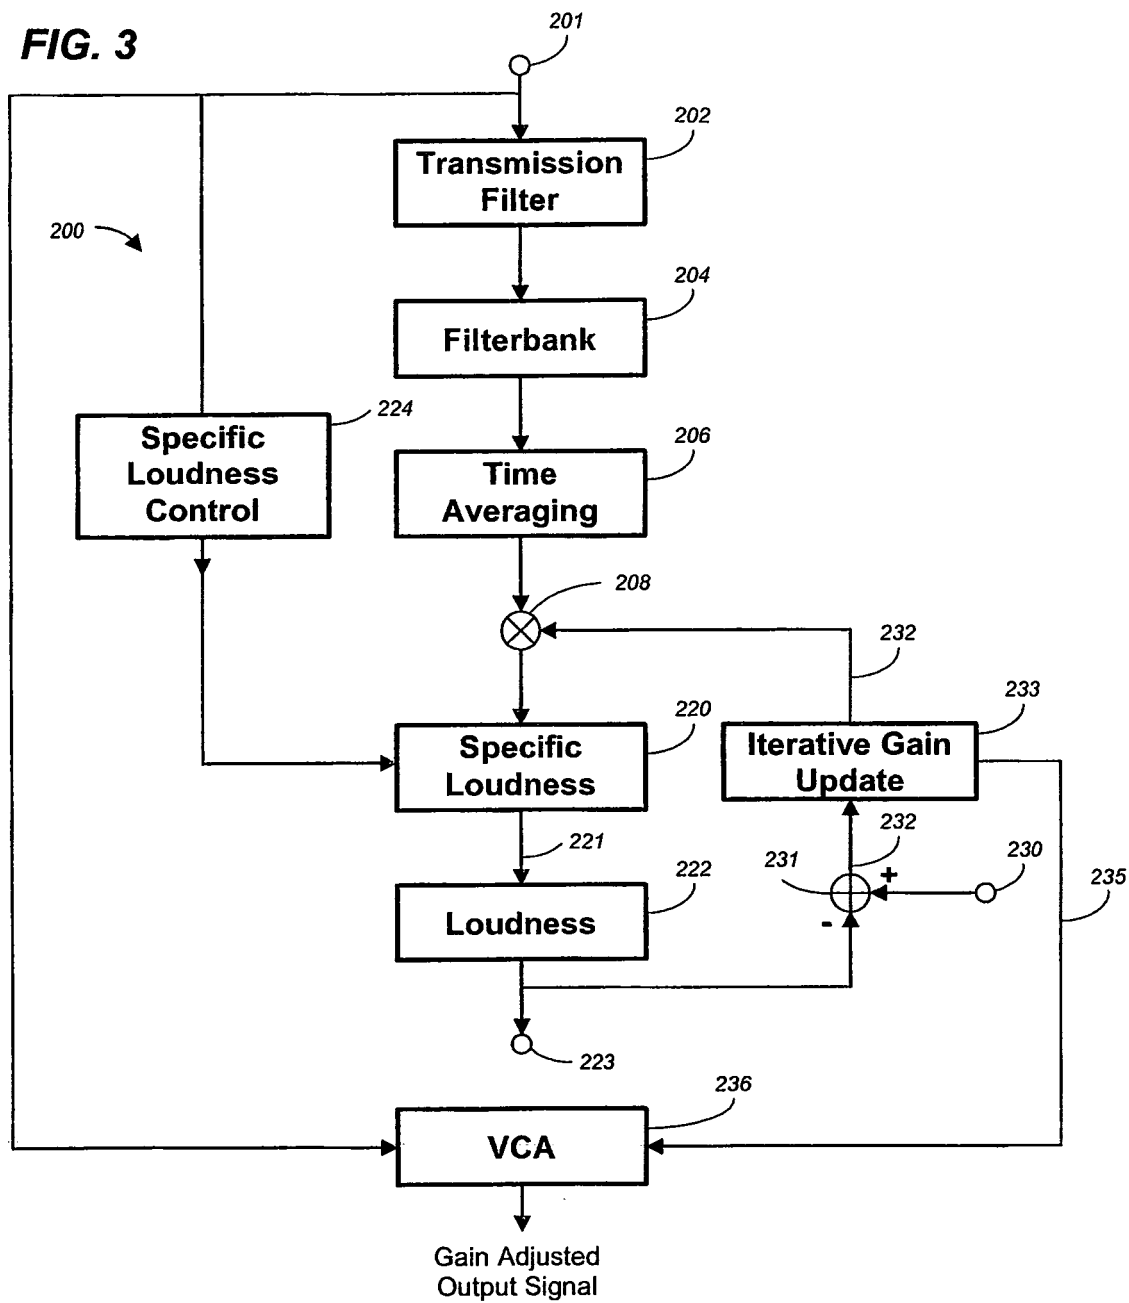 FIG. 3
201
202
Transmission
Filter
200
204
Filterbank
224
Specific
Loudness
Control
206
Time
Averaging
208
232
220
Specific
Loudness
233
Iterative Gain
Update
221
232
231
+
230
235
222
Loudness
-
223
236
VCA
Gain Adjusted
Output Signal